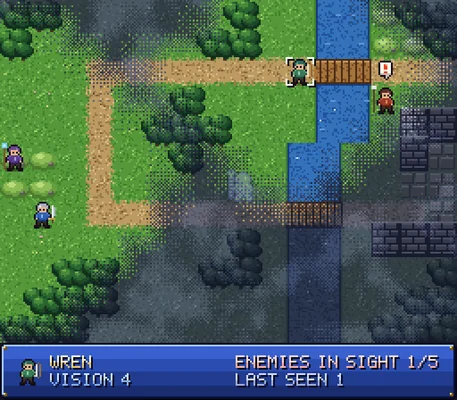 !
WREN
VISION 4
ENEMIES IN SIGHT 1/5
LAST SEEN 1